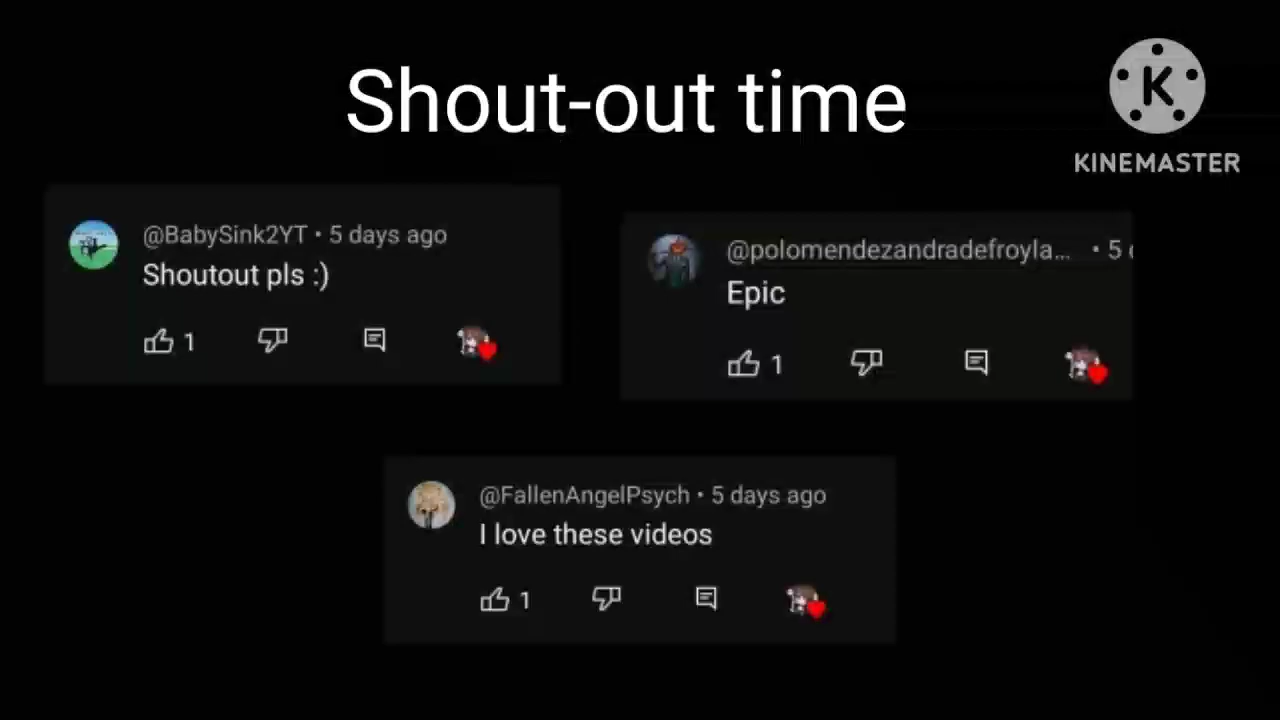 Shout-out time
K
KINEMASTER
@BabySink2YT • 5 days ago
Shoutout pls :)
1
@polomendezandradefroyla... • 5
Epic
1
@FallenAngelPsych • 5 days ago
I love these videos
1